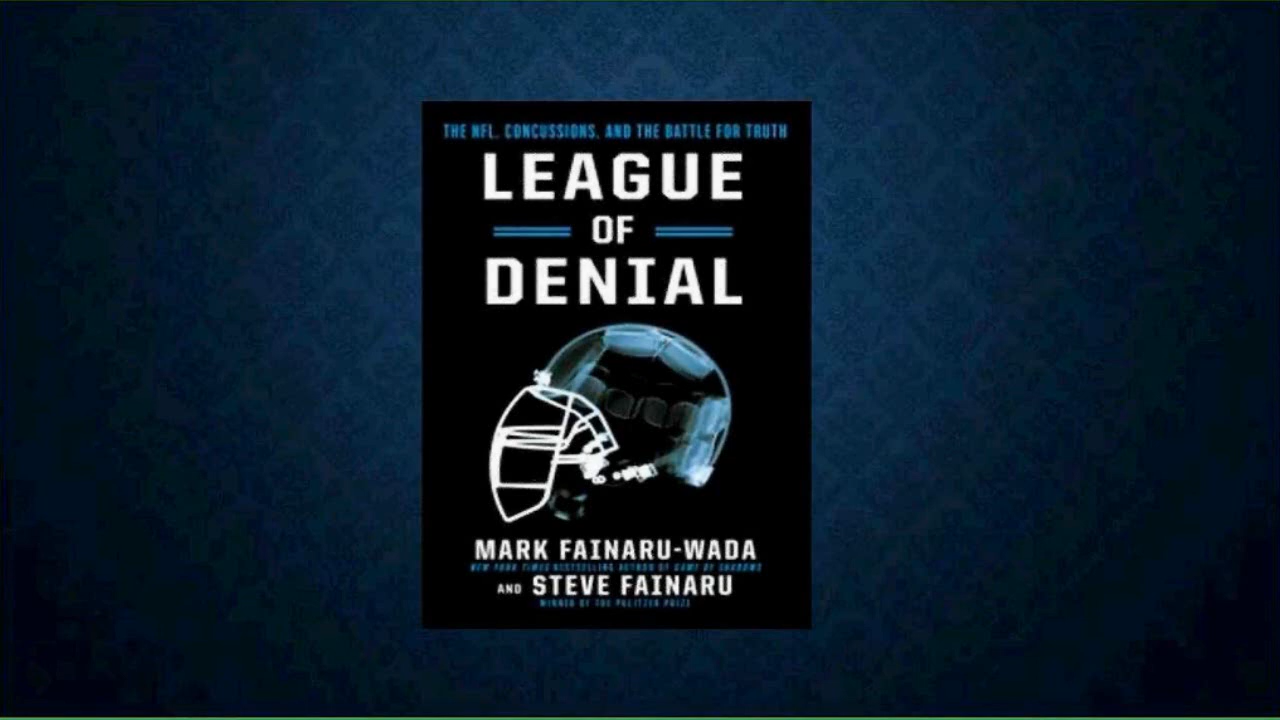 THE NFL, CONCUSSIONS, AND THE BATTLE FOR TRUTH
LEAGUE
OF
DENIAL
MARK FAINARU-WADA
NEW YORK TIMES BESTSELLING AUTHOR OF GAME OF SHADOWS
AND STEVE FAINARU
WINNER OF THE PULITZER PRIZE